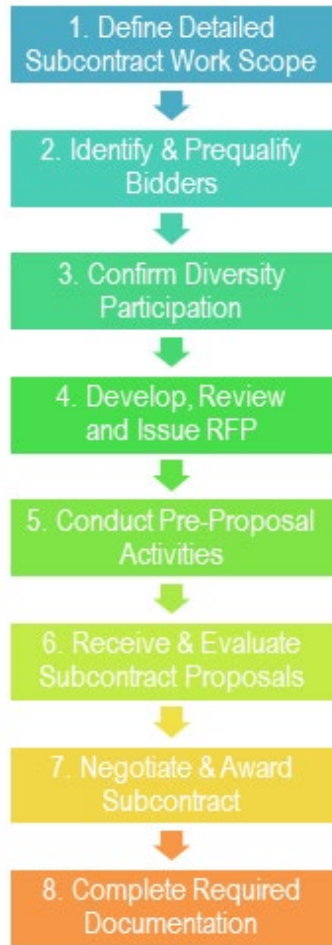 1. Define Detailed
Subcontract Work Scope
2. Identify & Prequalify
Bidders
3. Confirm Diversity
Participation
4. Develop, Review
and Issue RFP
5. Conduct Pre-Proposal
Activities
6. Receive & Evaluate
Subcontract Proposals
7. Negotiate & Award
Subcontract
8. Complete Required
Documentation